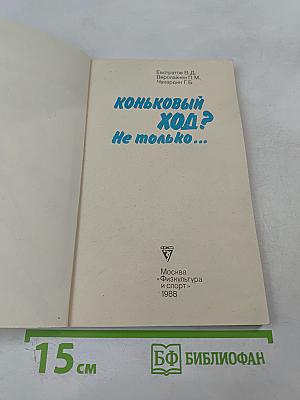 Евстратов В.Д.
Виролайнен П.М.
Чукардин Г.Б.
КОНЬКОВЫЙ
ХОД?
Не только...
Москва
«Физкультура
и спорт»
1988
15 см
БФ БИБЛИОФАН